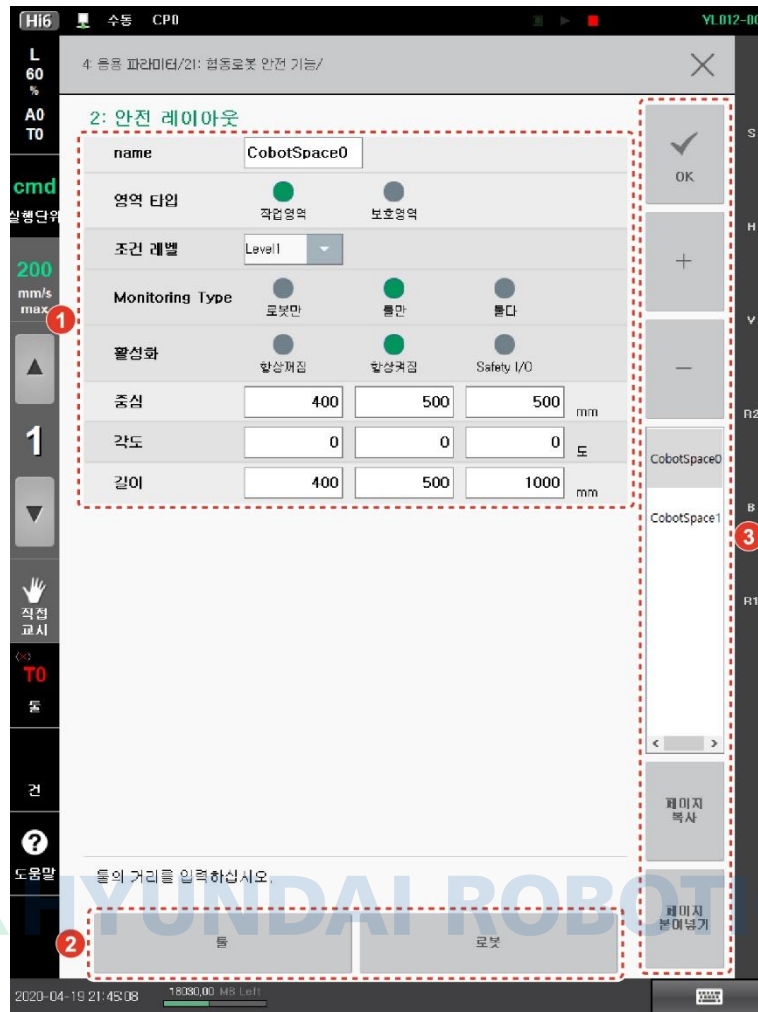 Hi6 수동 CP0 YL012-00
L
60
%
A0
T0
cmd
실행단위
200
mm/s
max
1
직접
교시
T0
툴
건
?
도움말
4: 응용 파라미터/21: 협동로봇 안전 기능/
2: 안전 레이아웃
1
name CobotSpace0
영역 타입 작업영역 보호영역
조건 레벨 Level1
Monitoring Type 로봇만 툴만 둘다
활성화 항상꺼짐 항상켜짐 Safety I/O
중심 400 500 500 mm
각도 0 0 0 도
길이 400 500 1000 mm
툴의 거리를 입력하십시오.
2
툴 로봇
OK
+
−
CobotSpace0
CobotSpace1
3
< >
페이지
복사
페이지
붙여넣기
S
H
V
R2
B
R1
HYUNDAI ROBOTI
2020-04-19 21:45:08 18030,00 MB Left